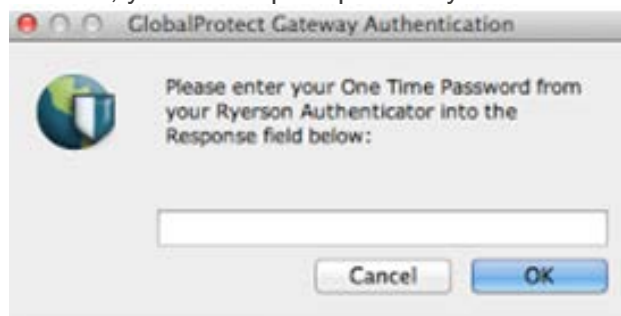 GlobalProtect Gateway Authentication
Please enter your One Time Password from
your Ryerson Authenticator into the
Response field below:
Cancel
OK